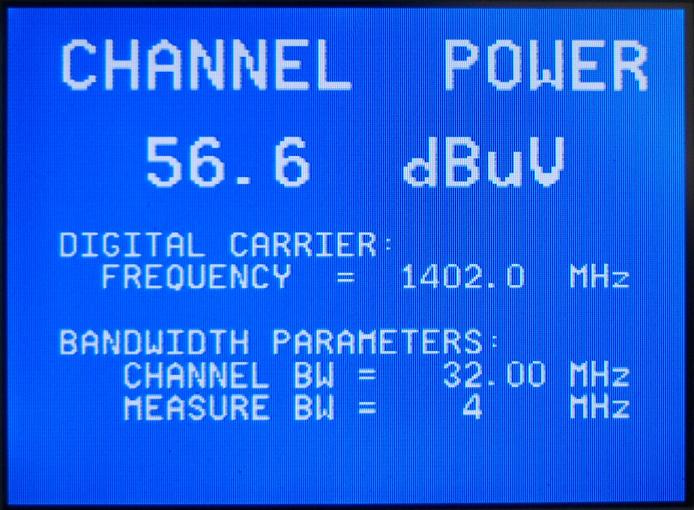 CHANNEL POWER
56.6 dBuV
DIGITAL CARRIER:
FREQUENCY = 1402.0 MHz
BANDWIDTH PARAMETERS:
CHANNEL BW = 32.00 MHz
MEASURE BW = 4 MHz